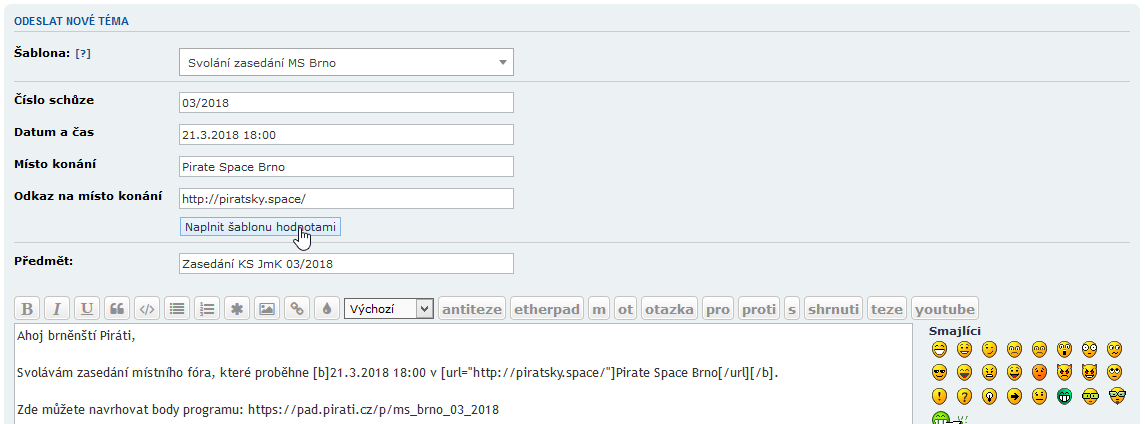 ODESLAT NOVÉ TÉMA
Šablona: [?]
Svolání zasedání MS Brno
Číslo schůze
03/2018
Datum a čas
21.3.2018 18:00
Místo konání
Pirate Space Brno
Odkaz na místo konání
http://piratsky.space/
Naplnit šablonu hodnotami
Předmět:
Zasedání KS JmK 03/2018
B I U Výchozí antiteze etherpad m ot otazka pro proti s shrnuti teze youtube
Ahoj brněnští Piráti,
Svolávám zasedání místního fóra, které proběhne [b]21.3.2018 18:00 v [url="http://piratsky.space/"]Pirate Space Brno[/url][/b].
Zde můžete navrhovat body programu: https://pad.pirati.cz/p/ms_brno_03_2018
Smajlíci